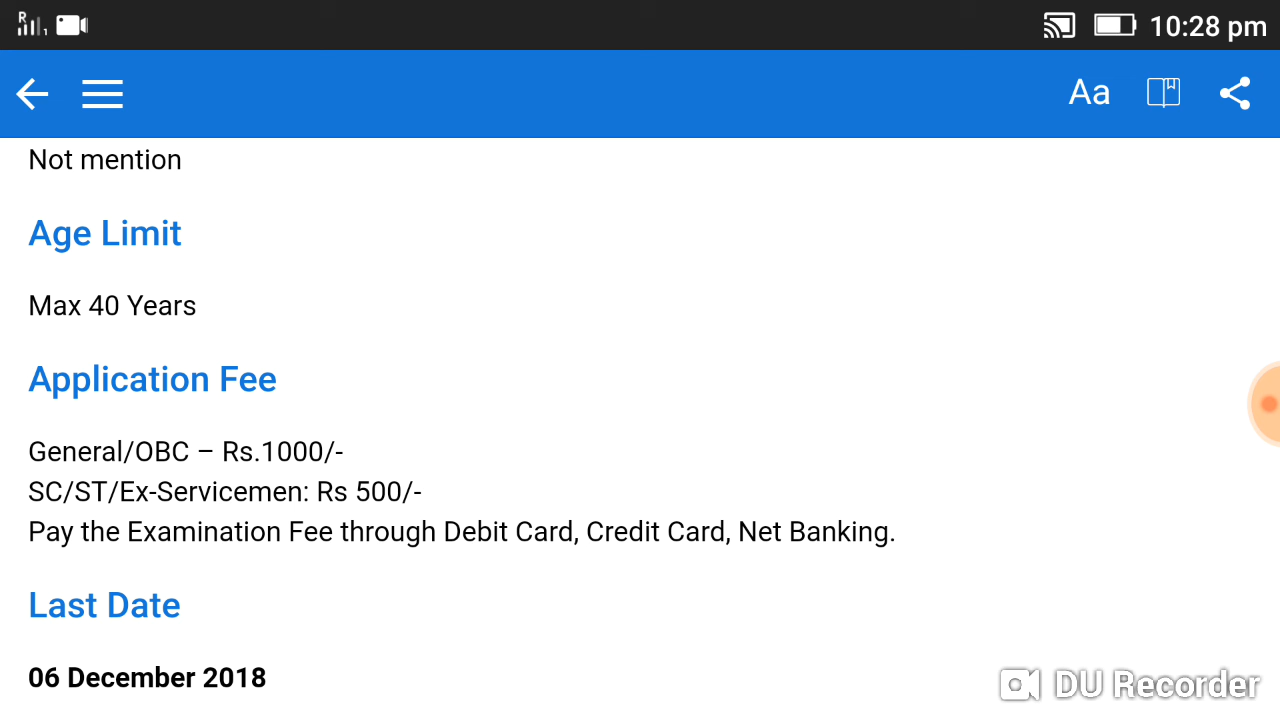 R
1
10:28 pm
Aa
Not mention
Age Limit
Max 40 Years
Application Fee
General/OBC – Rs.1000/-
SC/ST/Ex-Servicemen: Rs 500/-
Pay the Examination Fee through Debit Card, Credit Card, Net Banking.
Last Date
06 December 2018
DU Recorder